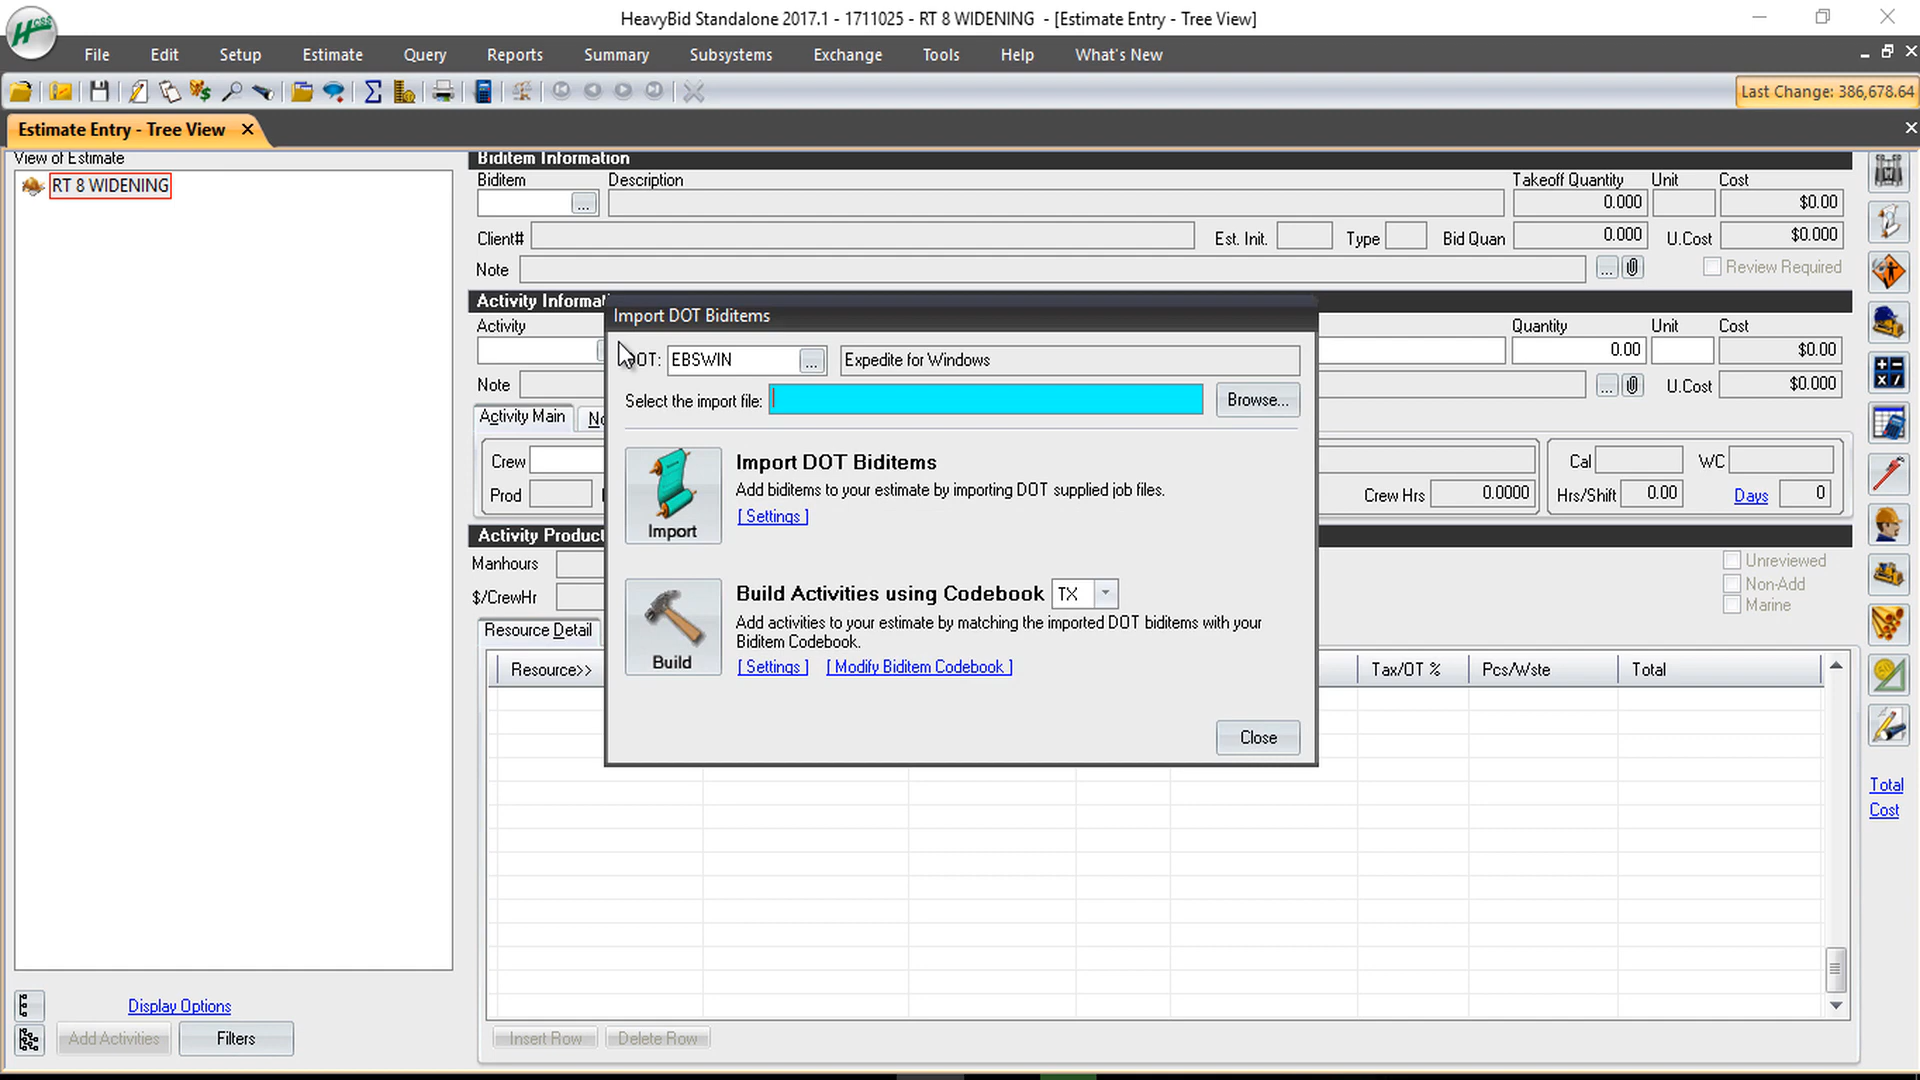 HCSS
HeavyBid Standalone 2017.1 - 1711025 - RT 8 WIDENING - [Estimate Entry - Tree View]
File Edit Setup Estimate Query Reports Summary Subsystems Exchange Tools Help What's New
Last Change: 386,678.64
Estimate Entry - Tree View
View of Estimate
RT 8 WIDENING
Biditem Information
Biditem Description Takeoff Quantity Unit Cost
... 0.000 $0.00
Client# Est. Init. Type Bid Quan 0.000 U.Cost $0.000
Note ... Review Required
Activity Informa
Activity Quantity Unit Cost
0.00 $0.00
Note ... U.Cost $0.000
Activity Main No
Crew Cal WC
Prod Crew Hrs 0.0000 Hrs/Shift 0.00 Days 0
Activity Product
Manhours Unreviewed
Non-Add
$/CrewHr Marine
Resource Detail
Resource>> Tax/OT % Pcs/Wste Total
Import DOT Biditems
DOT: EBSWIN ... Expedite for Windows
Select the import file: Browse...
Import
Import DOT Biditems
Add biditems to your estimate by importing DOT supplied job files.
[ Settings ]
Build
Build Activities using Codebook TX
Add activities to your estimate by matching the imported DOT biditems with your
Biditem Codebook.
[ Settings ] [ Modify Biditem Codebook ]
Close
Total
Cost
Display Options
Add Activities Filters
Insert Row Delete Row